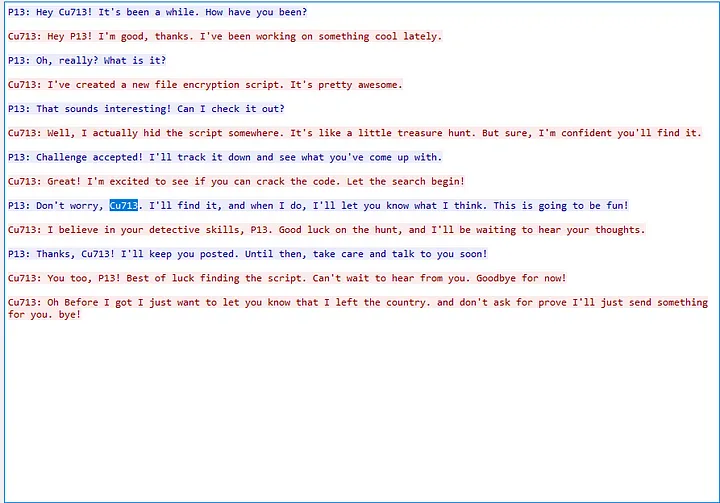 P13: Hey Cu713! It's been a while. How have you been?
Cu713: Hey P13! I'm good, thanks. I've been working on something cool lately.
P13: Oh, really? What is it?
Cu713: I've created a new file encryption script. It's pretty awesome.
P13: That sounds interesting! Can I check it out?
Cu713: Well, I actually hid the script somewhere. It's like a little treasure hunt. But sure, I'm confident you'll find it.
P13: Challenge accepted! I'll track it down and see what you've come up with.
Cu713: Great! I'm excited to see if you can crack the code. Let the search begin!
P13: Don't worry, Cu713. I'll find it, and when I do, I'll let you know what I think. This is going to be fun!
Cu713: I believe in your detective skills, P13. Good luck on the hunt, and I'll be waiting to hear your thoughts.
P13: Thanks, Cu713! I'll keep you posted. Until then, take care and talk to you soon!
Cu713: You too, P13! Best of luck finding the script. Can't wait to hear from you. Goodbye for now!
Cu713: Oh Before I got I just want to let you know that I left the country. and don't ask for prove I'll just send something
for you. bye!